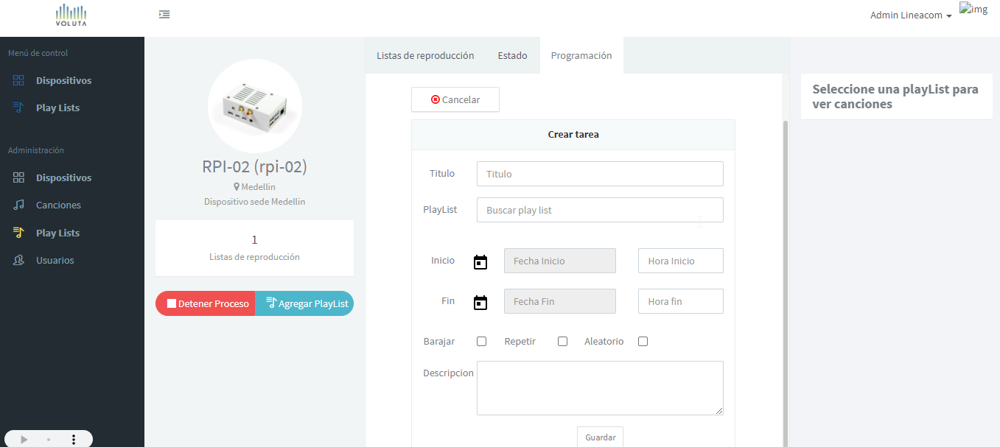 VOLUTA
Admin Lineacom
img
Menú de control
Dispositivos
Play Lists
Administración
Dispositivos
Canciones
Play Lists
Usuarios
RPI-02 (rpi-02)
Medellin
Dispositivo sede Medellin
1
Listas de reproducción
Detener Proceso
Agregar PlayList
Listas de reproducción
Estado
Programación
Cancelar
Crear tarea
Titulo
Titulo
PlayList
Buscar play list
Inicio
Fecha Inicio
Hora Inicio
Fin
Fecha Fin
Hora fin
Barajar
Repetir
Aleatorio
Descripcion
Guardar
Seleccione una playList para
ver canciones